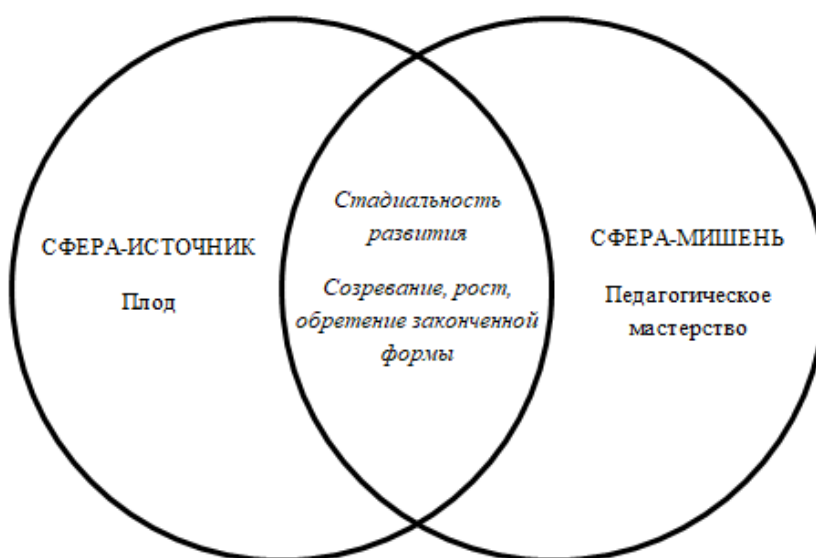 СФЕРА-ИСТОЧНИК
Плод
Стадиальность
развития
Созревание, рост,
обретение законченной
формы
СФЕРА-МИШЕНЬ
Педагогическое
мастерство